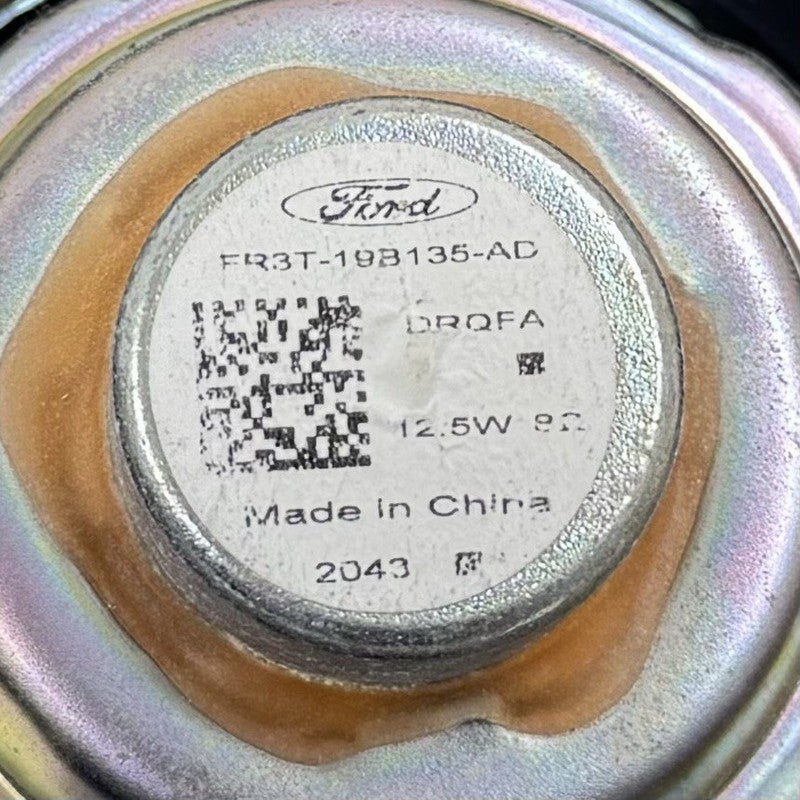 Ford
FR3T-19B135-AD
DRQFA
12.5W 8Ω
Made in China
2043